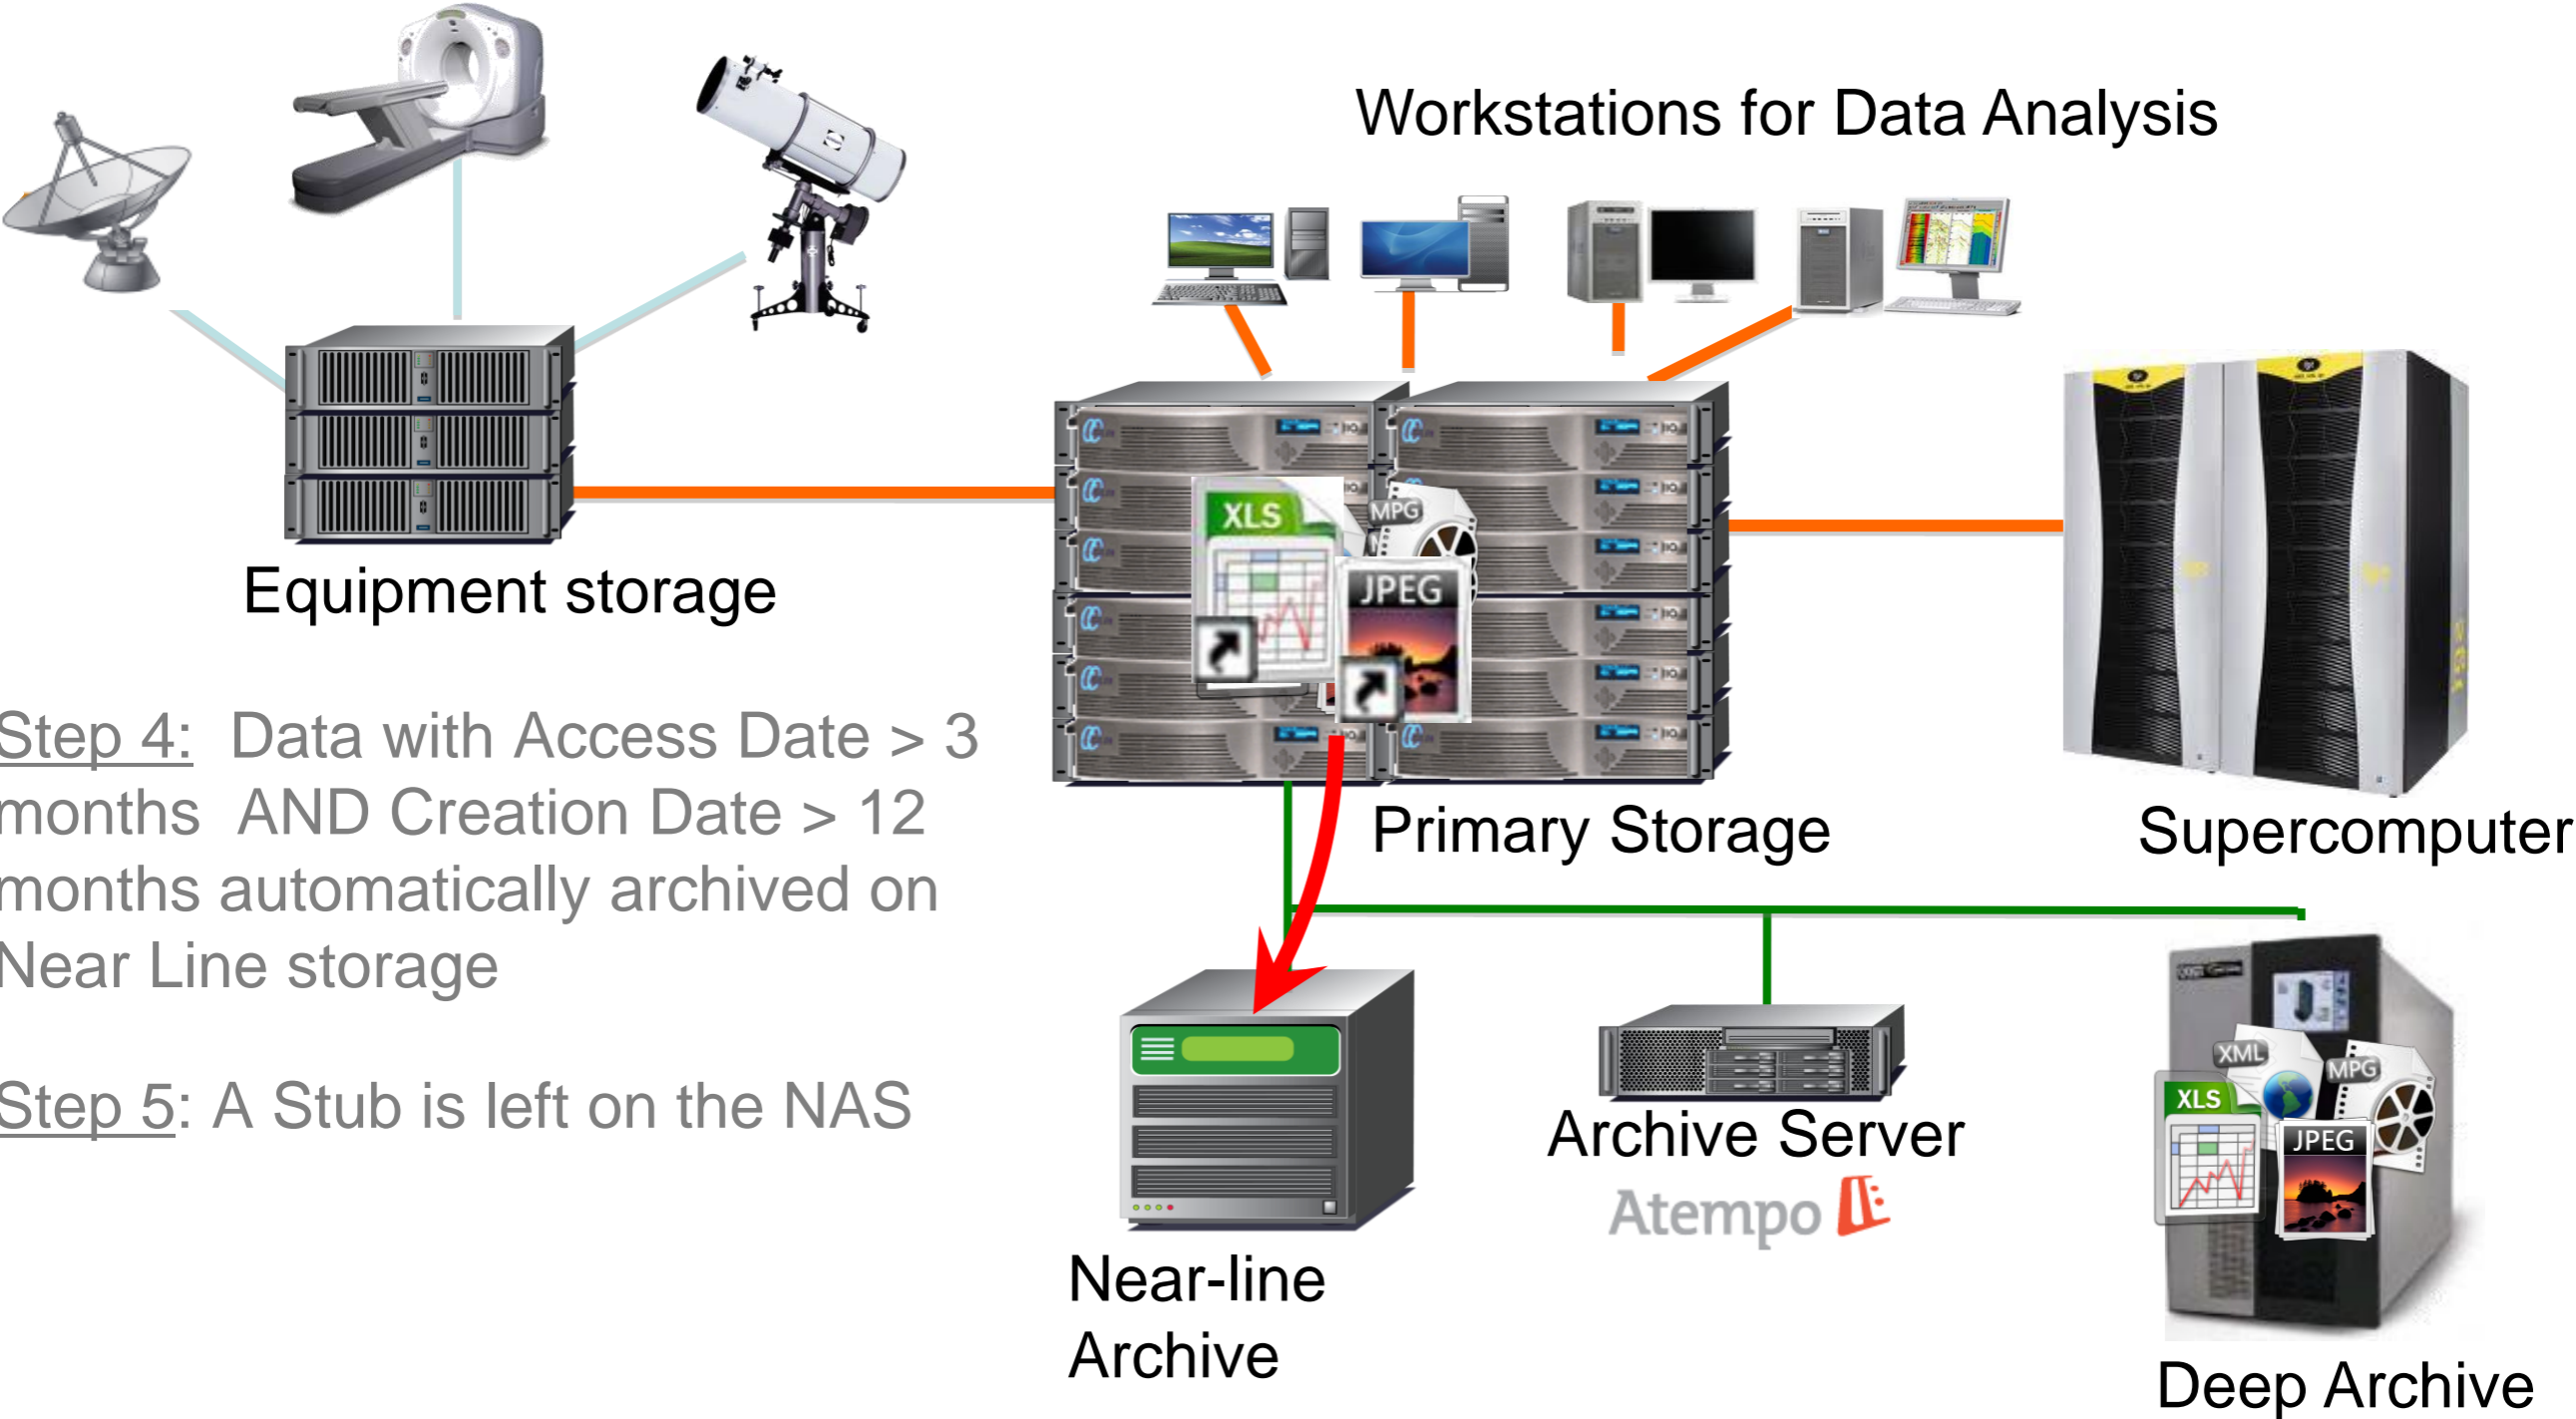 Workstations for Data Analysis
Equipment storage
XLS
MPG
JPEG
Step 4: Data with Access Date > 3
months AND Creation Date > 12
months automatically archived on
Near Line storage
Step 5: A Stub is left on the NAS
Primary Storage
Supercomputer
Archive Server
Atempo
Near-line
Archive
XML
MPG
XLS
JPEG
Deep Archive